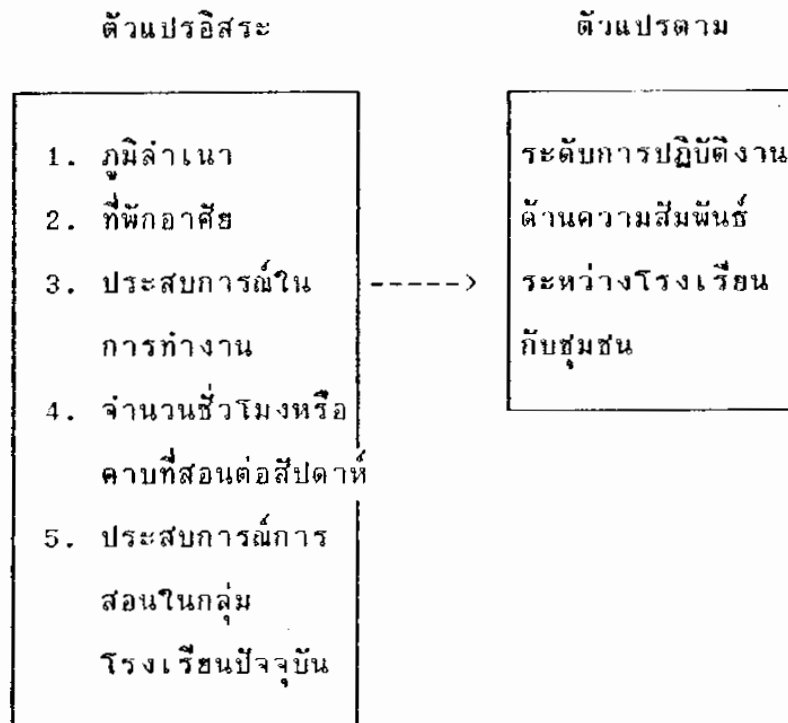 ตัวแปรอิสระ
ตัวแปรตาม
1. ภูมิลำเนา
2. ที่พักอาศัย
3. ประสบการณ์ใน
การทำงาน
4. จำนวนชั่วโมงหรือ
คาบที่สอนต่อสัปดาห์
5. ประสบการณ์การ
สอนในกลุ่ม
โรงเรียนปัจจุบัน
----->
ระดับการปฏิบัติงาน
ด้านความสัมพันธ์
ระหว่างโรงเรียน
กับชุมชน